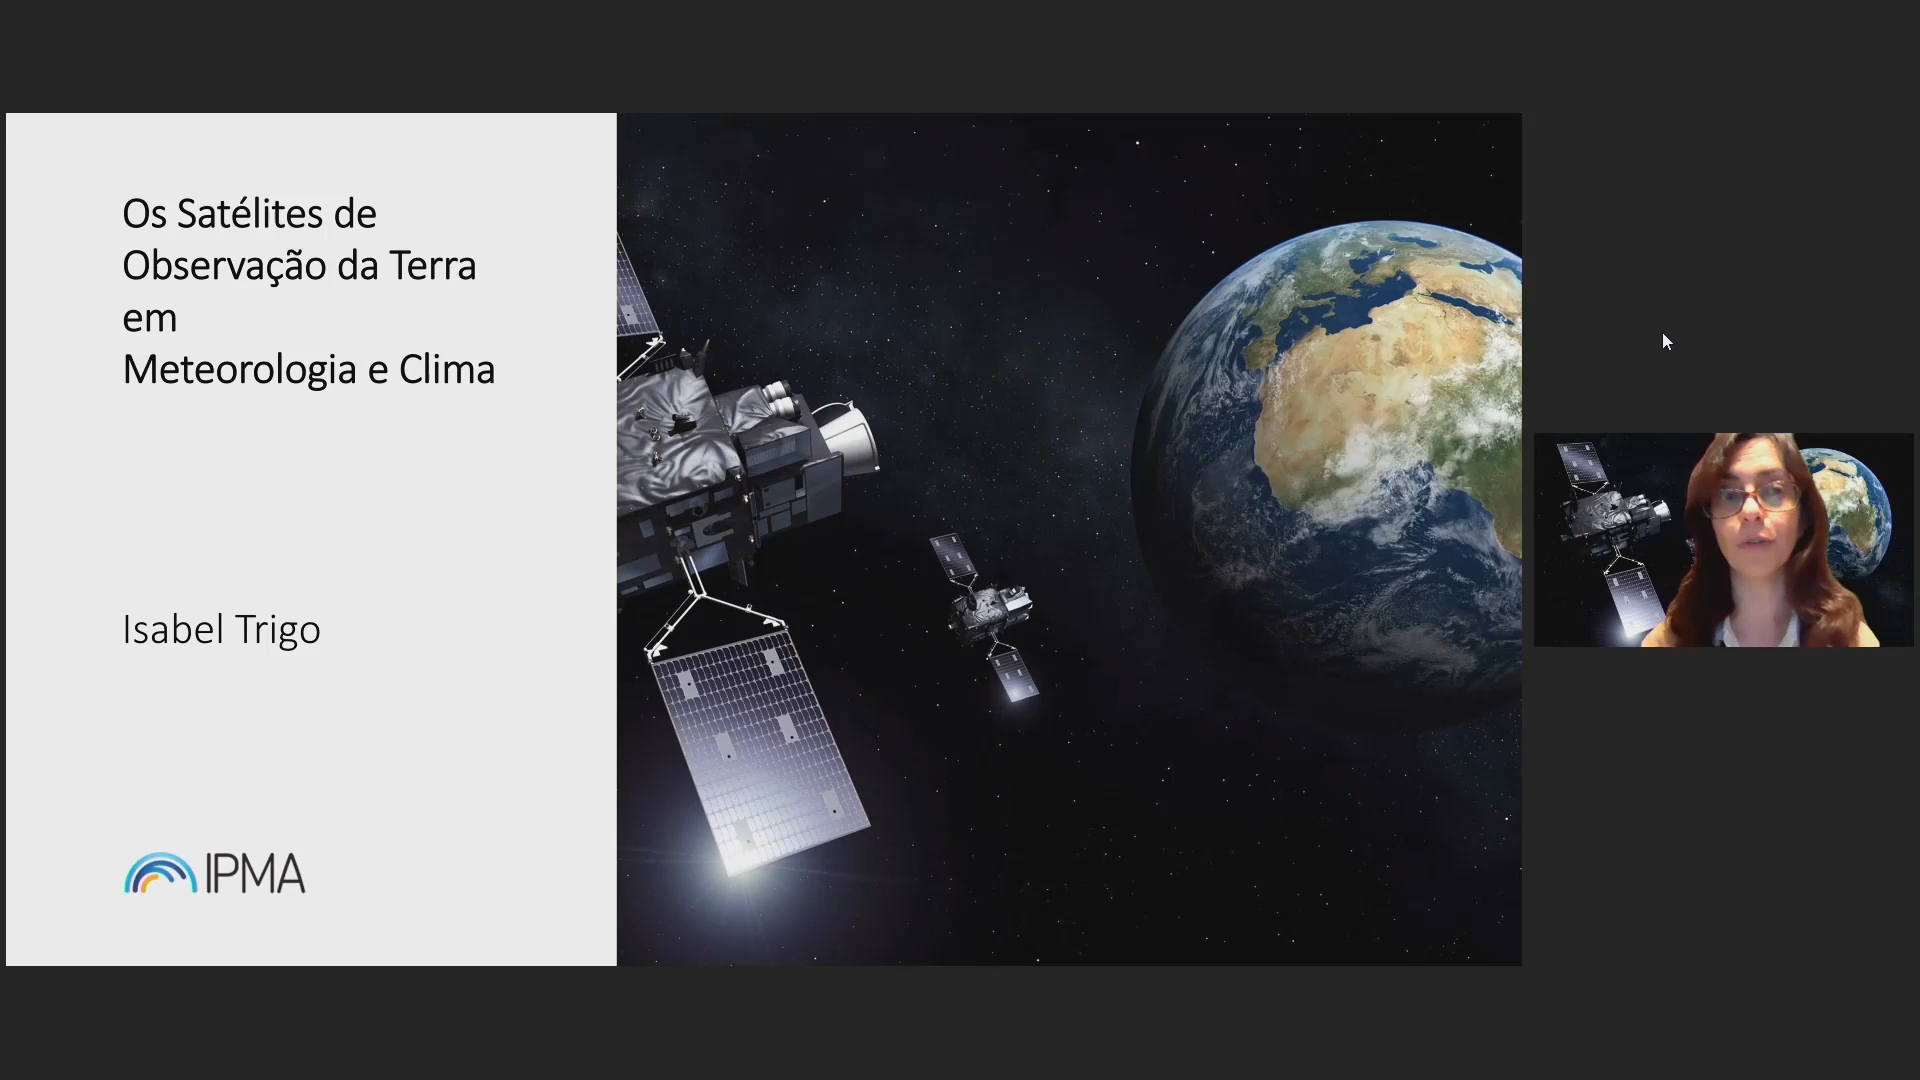 Os Satélites de
Observação da Terra
em
Meteorologia e Clima
Isabel Trigo
IPMA